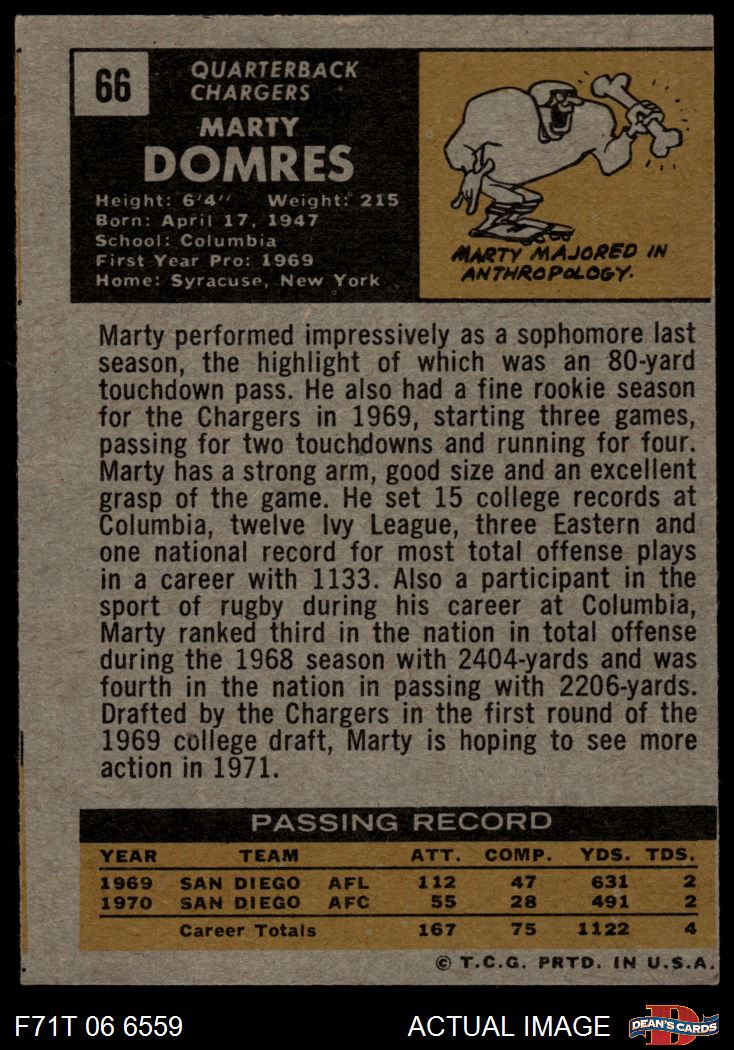 66
QUARTERBACK
CHARGERS
MARTY
DOMRES
Height: 6'4" Weight: 215
Born: April 17, 1947
School: Columbia
First Year Pro: 1969
Home: Syracuse, New York
MARTY MAJORED IN
ANTHROPOLOGY.
Marty performed impressively as a sophomore last
season, the highlight of which was an 80-yard
touchdown pass. He also had a fine rookie season
for the Chargers in 1969, starting three games,
passing for two touchdowns and running for four.
Marty has a strong arm, good size and an excellent
grasp of the game. He set 15 college records at
Columbia, twelve Ivy League, three Eastern and
one national record for most total offense plays
in a career with 1133. Also a participant in the
sport of rugby during his career at Columbia,
Marty ranked third in the nation in total offense
during the 1968 season with 2404-yards and was
fourth in the nation in passing with 2206-yards.
Drafted by the Chargers in the first round of the
1969 college draft, Marty is hoping to see more
action in 1971.
PASSING RECORD
YEAR TEAM ATT. COMP. YDS. TDS.
1969 SAN DIEGO AFL 112 47 631 2
1970 SAN DIEGO AFC 55 28 491 2
Career Totals 167 75 1122 4
© T.C.G. PRTD. IN U.S.A.
F71T 06 6559 ACTUAL IMAGE D DEAN'S CARDS